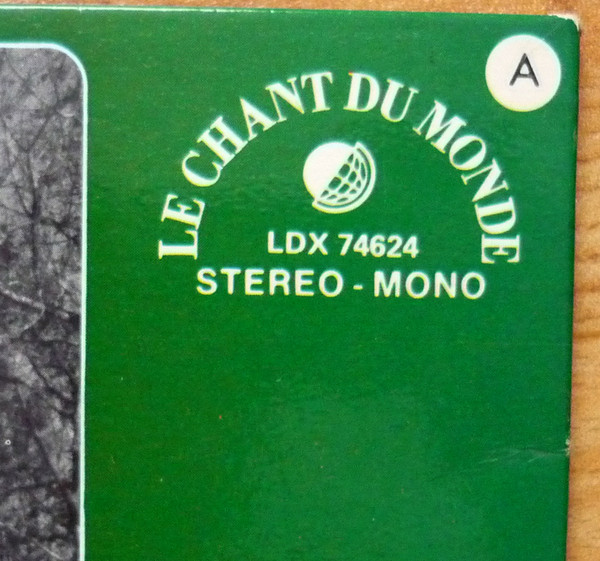 A
LE CHANT DU MONDE
LDX 74624
STEREO - MONO